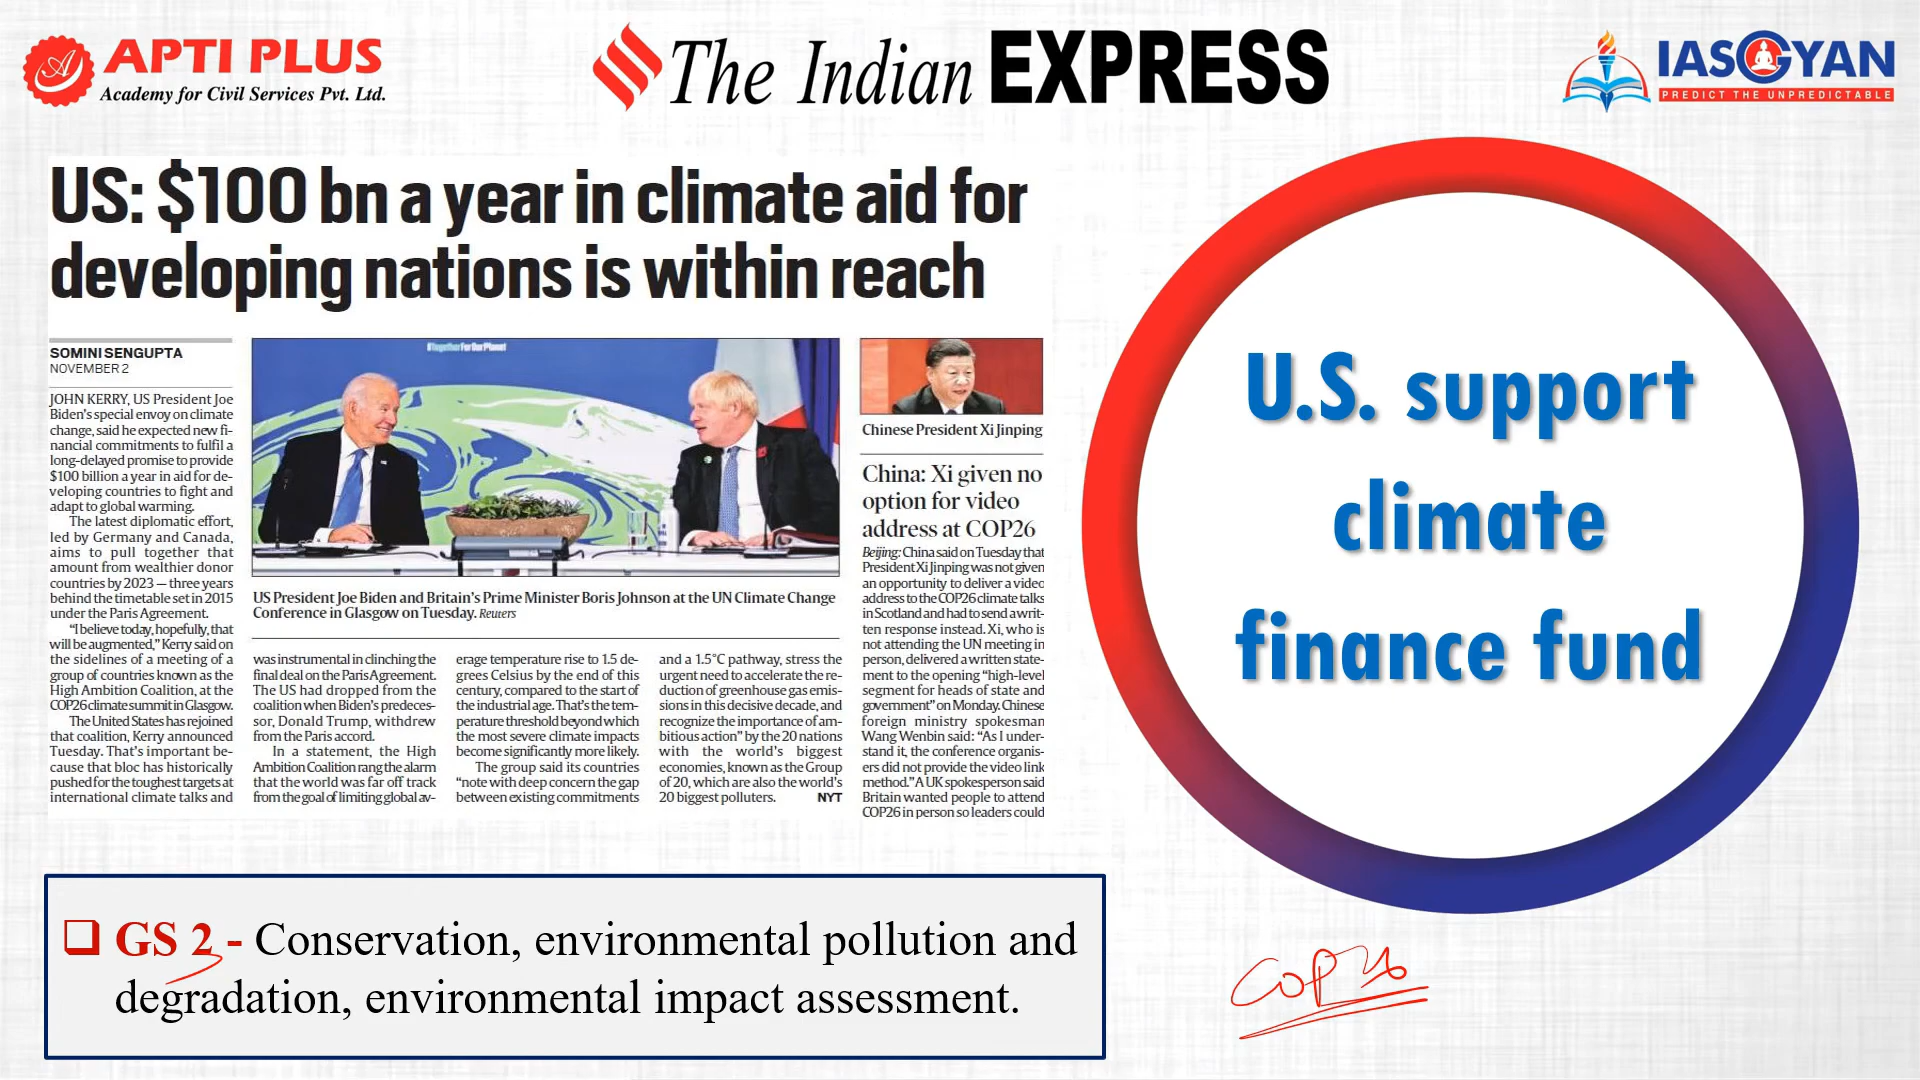 APTI PLUS
Academy for Civil Services Pvt. Ltd.
The Indian EXPRESS
IASGYAN
PREDICT THE UNPREDICTABLE
US: $100 bn a year in climate aid for
developing nations is within reach
SOMINI SENGUPTA
NOVEMBER 2
JOHN KERRY, US President Joe
Biden's special envoy on climate
change, said he expected new fi-
nancial commitments to fulfil a
long-delayed promise to provide
$100 billion a year in aid for de-
veloping countries to fight and
adapt to global warming.
The latest diplomatic effort,
led by Germany and Canada,
aims to pull together that
amount from wealthier donor
countries by 2023 — three years
behind the timetable set in 2015
under the Paris Agreement.
"I believe today, hopefully, that
will be augmented," Kerry said on
the sidelines of a meeting of a
group of countries known as the
High Ambition Coalition, at the
COP26 climate summit in Glasgow.
The United States has rejoined
that coalition, Kerry announced
Tuesday. That's important be-
cause that bloc has historically
pushed for the toughest targets at
international climate talks and
#TogetherForOurPlanet
US President Joe Biden and Britain's Prime Minister Boris Johnson at the UN Climate Change
Conference in Glasgow on Tuesday. Reuters
was instrumental in clinching the
final deal on the Paris Agreement.
The US had dropped from the
coalition when Biden's predeces-
sor, Donald Trump, withdrew
from the Paris accord.
In a statement, the High
Ambition Coalition rang the alarm
that the world was far off track
from the goal of limiting global av-
erage temperature rise to 1.5 de-
grees Celsius by the end of this
century, compared to the start of
the industrial age. That's the tem-
perature threshold beyond which
the most severe climate impacts
become significantly more likely.
The group said its countries
"note with deep concern the gap
between existing commitments
and a 1.5°C pathway, stress the
urgent need to accelerate the re-
duction of greenhouse gas emis-
sions in this decisive decade, and
recognize the importance of am-
bitious action" by the 20 nations
with the world's biggest
economies, known as the Group
of 20, which are also the world's
20 biggest polluters. NYT
Chinese President Xi Jinping
China: Xi given no
option for video
address at COP26
Beijing: China said on Tuesday that
President Xi Jinping was not given
an opportunity to deliver a video
address to the COP26 climate talks
in Scotland and had to send a writ-
ten response instead. Xi, who is
not attending the UN meeting in
person, delivered a written state-
ment to the opening "high-level
segment for heads of state and
government" on Monday. Chinese
foreign ministry spokesman
Wang Wenbin said: "As I under-
stand it, the conference organis-
ers did not provide the video link
method." A UK spokesperson said
Britain wanted people to attend
COP26 in person so leaders could
U.S. support
climate
finance fund
GS 2 - Conservation, environmental pollution and
degradation, environmental impact assessment.
COP26